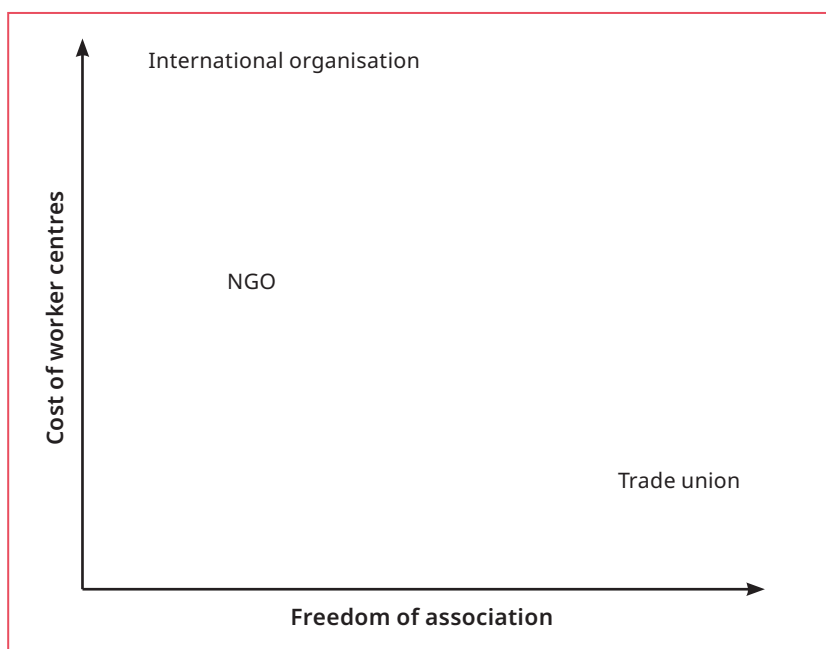 International organisation
Cost of worker centres
NGO
Trade union
Freedom of association